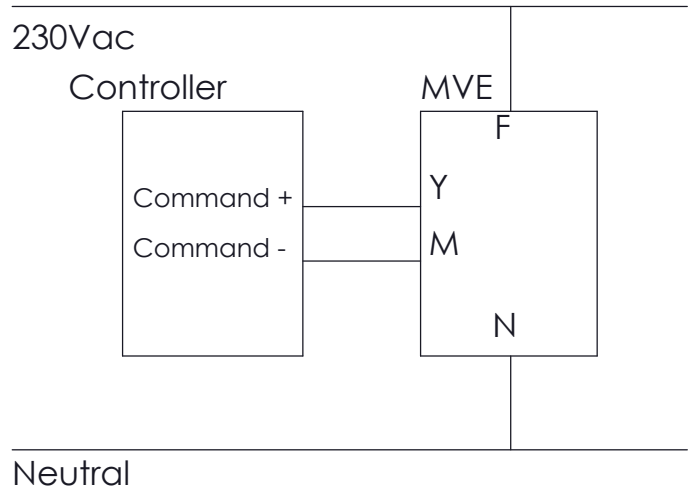 230Vac
Controller
MVE
F
Command +
Y
Command -
M
N
Neutral